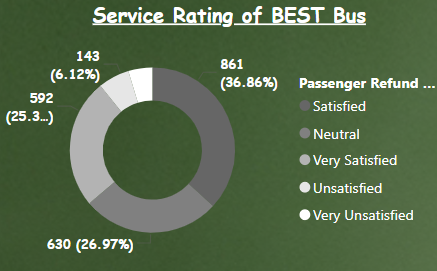 Service Rating of BEST Bus
143
(6.12%)
861
(36.86%)
592
(25.3...)
630 (26.97%)
Passenger Refund ...
Satisfied
Neutral
Very Satisfied
Unsatisfied
Very Unsatisfied